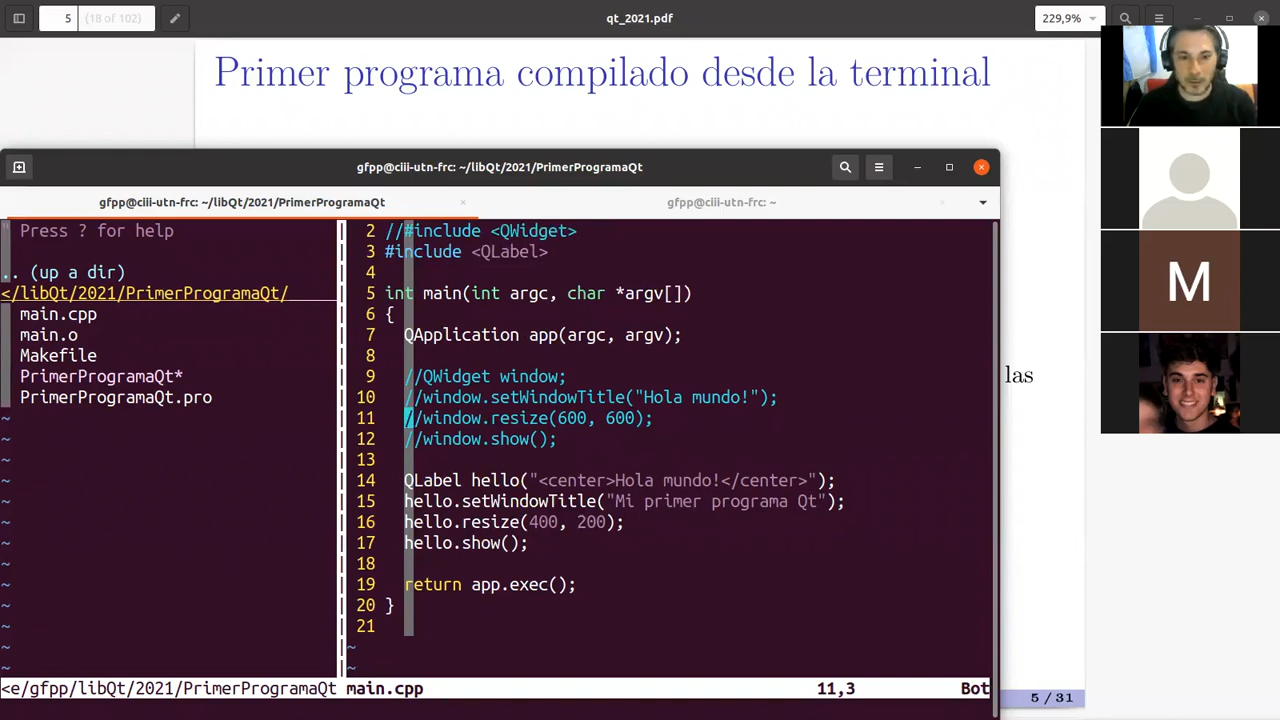 5 (18 of 102)
qt_2021.pdf
229,9%
Primer programa compilado desde la terminal
gfpp@ciii-utn-frc: ~/libQt/2021/PrimerProgramaQt
gfpp@ciii-utn-frc: ~/libQt/2021/PrimerProgramaQt
gfpp@ciii-utn-frc: ~
" Press ? for help
.. (up a dir)
</libQt/2021/PrimerProgramaQt/
main.cpp
main.o
Makefile
PrimerProgramaQt*
PrimerProgramaQt.pro
~
~
~
~
~
~
~
~
~
~
~
~
~
<e/gfpp/libQt/2021/PrimerProgramaQt
2 //#include <QWidget>
3 #include <QLabel>
4
5 int main(int argc, char *argv[])
6 {
7 QApplication app(argc, argv);
8
9 //QWidget window;
10 //window.setWindowTitle("Hola mundo!");
11 //window.resize(600, 600);
12 //window.show();
13
14 QLabel hello("<center>Hola mundo!</center>");
15 hello.setWindowTitle("Mi primer programa Qt");
16 hello.resize(400, 200);
17 hello.show();
18
19 return app.exec();
20 }
21
~
~
main.cpp 11,3 Bot
las
5 / 31
M